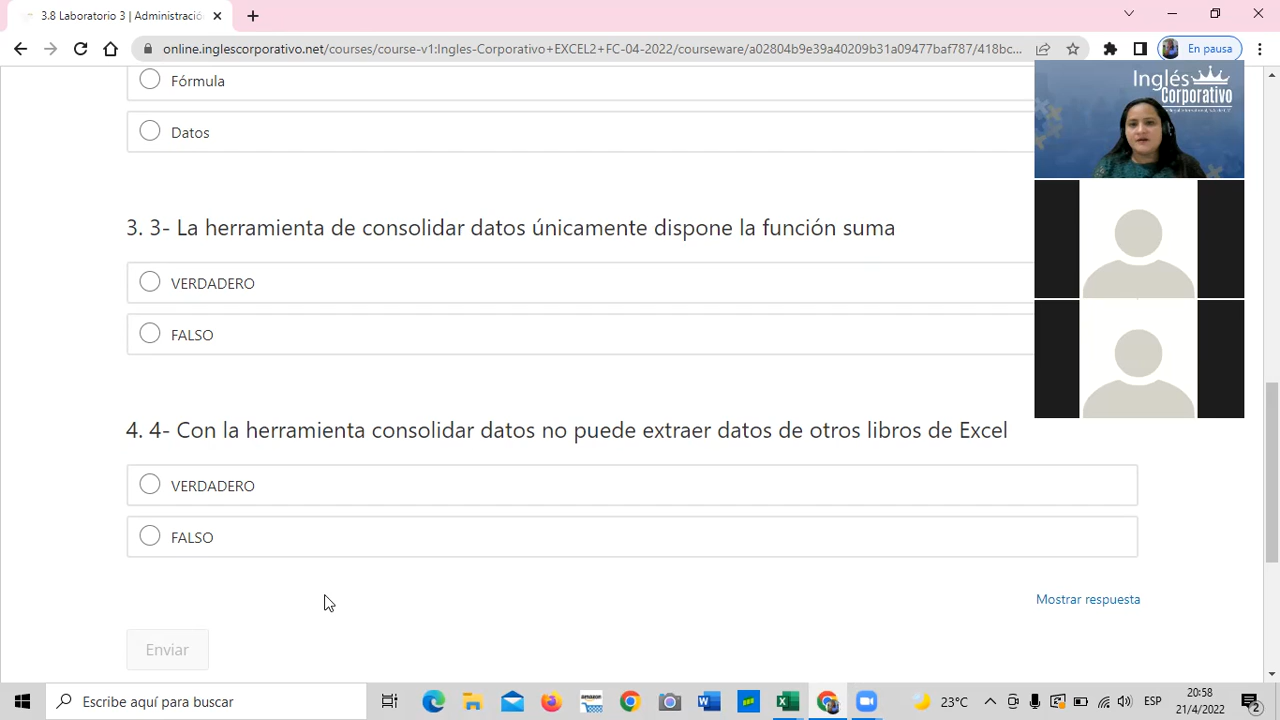 3.8 Laboratorio 3 | Administració
online.inglescorporativo.net/courses/course-v1:Ingles-Corporativo+EXCEL2+FC-04-2022/courseware/a02804b9e39a40209b31a09477baf787/418bc...
En pausa
Inglés
Corporativo
Fórmula
Datos
3. 3- La herramienta de consolidar datos únicamente dispone la función suma
VERDADERO
FALSO
4. 4- Con la herramienta consolidar datos no puede extraer datos de otros libros de Excel
VERDADERO
FALSO
Mostrar respuesta
Enviar
Escribe aquí para buscar
amazon
23°C
ESP
20:58
21/4/2022
2